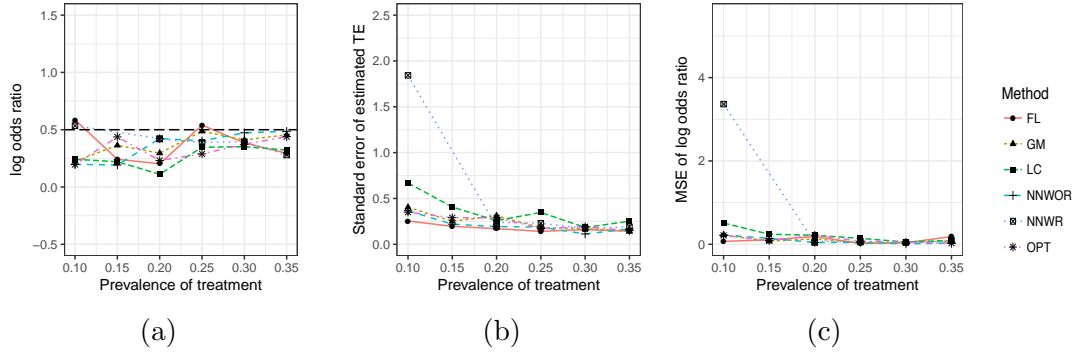 1.5
1.0
0.5
0.0
−0.5
log odds ratio
0.10 0.15 0.20 0.25 0.30 0.35
Prevalence of treatment
(a)
2.5
2.0
1.5
1.0
0.5
0.0
Standard error of estimated TE
0.10 0.15 0.20 0.25 0.30 0.35
Prevalence of treatment
(b)
4
2
0
MSE of log odds ratio
0.10 0.15 0.20 0.25 0.30 0.35
Prevalence of treatment
(c)
Method
FL
GM
LC
NNWOR
NNWR
OPT